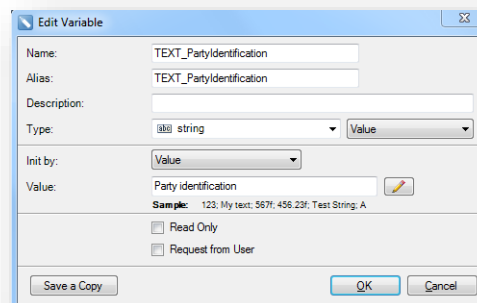 Edit Variable
Name: TEXT_PartyIdentification
Alias: TEXT_PartyIdentification
Description:
Type: abc string Value
Init by: Value
Value: Party identification
Sample: 123; My text; 567f; 456.23f; Test String; A
Read Only
Request from User
Save a Copy OK Cancel